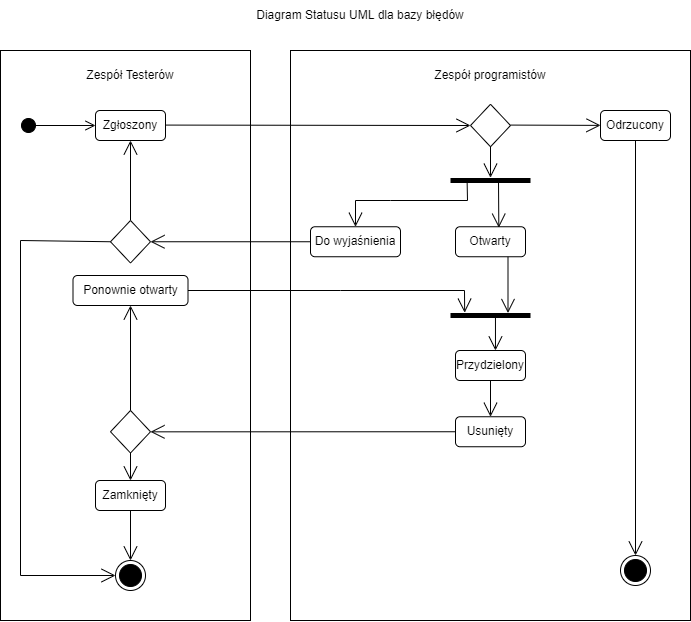 Diagram Statusu UML dla bazy błędów
Zespół Testerów
Zespół programistów
Zgłoszony
Odrzucony
Do wyjaśnienia
Otwarty
Ponownie otwarty
Przydzielony
Usunięty
Zamknięty